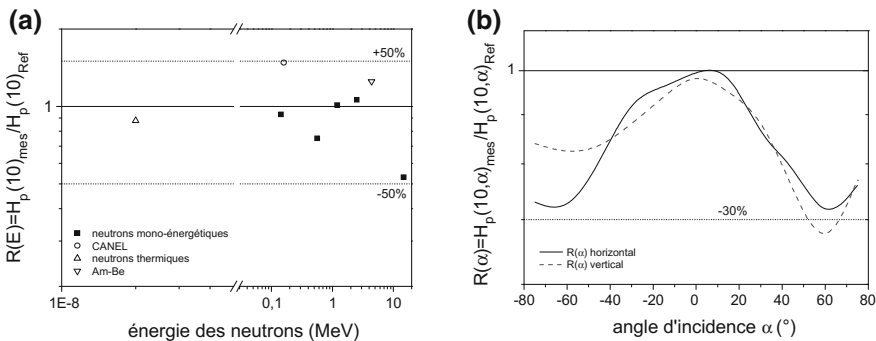 (a)
R(E)=Hp(10)mes/Hp(10)Ref
+50%
1
-50%
neutrons mono-énergétiques
CANEL
neutrons thermiques
Am-Be
1E-8 0,1 1 10
énergie des neutrons (MeV)
(b)
R(α)=Hp(10,α)mes/Hp(10,α)Ref
1
-30%
R(α) horizontal
R(α) vertical
-80 -60 -40 -20 0 20 40 60 80
angle d'incidence α (°)